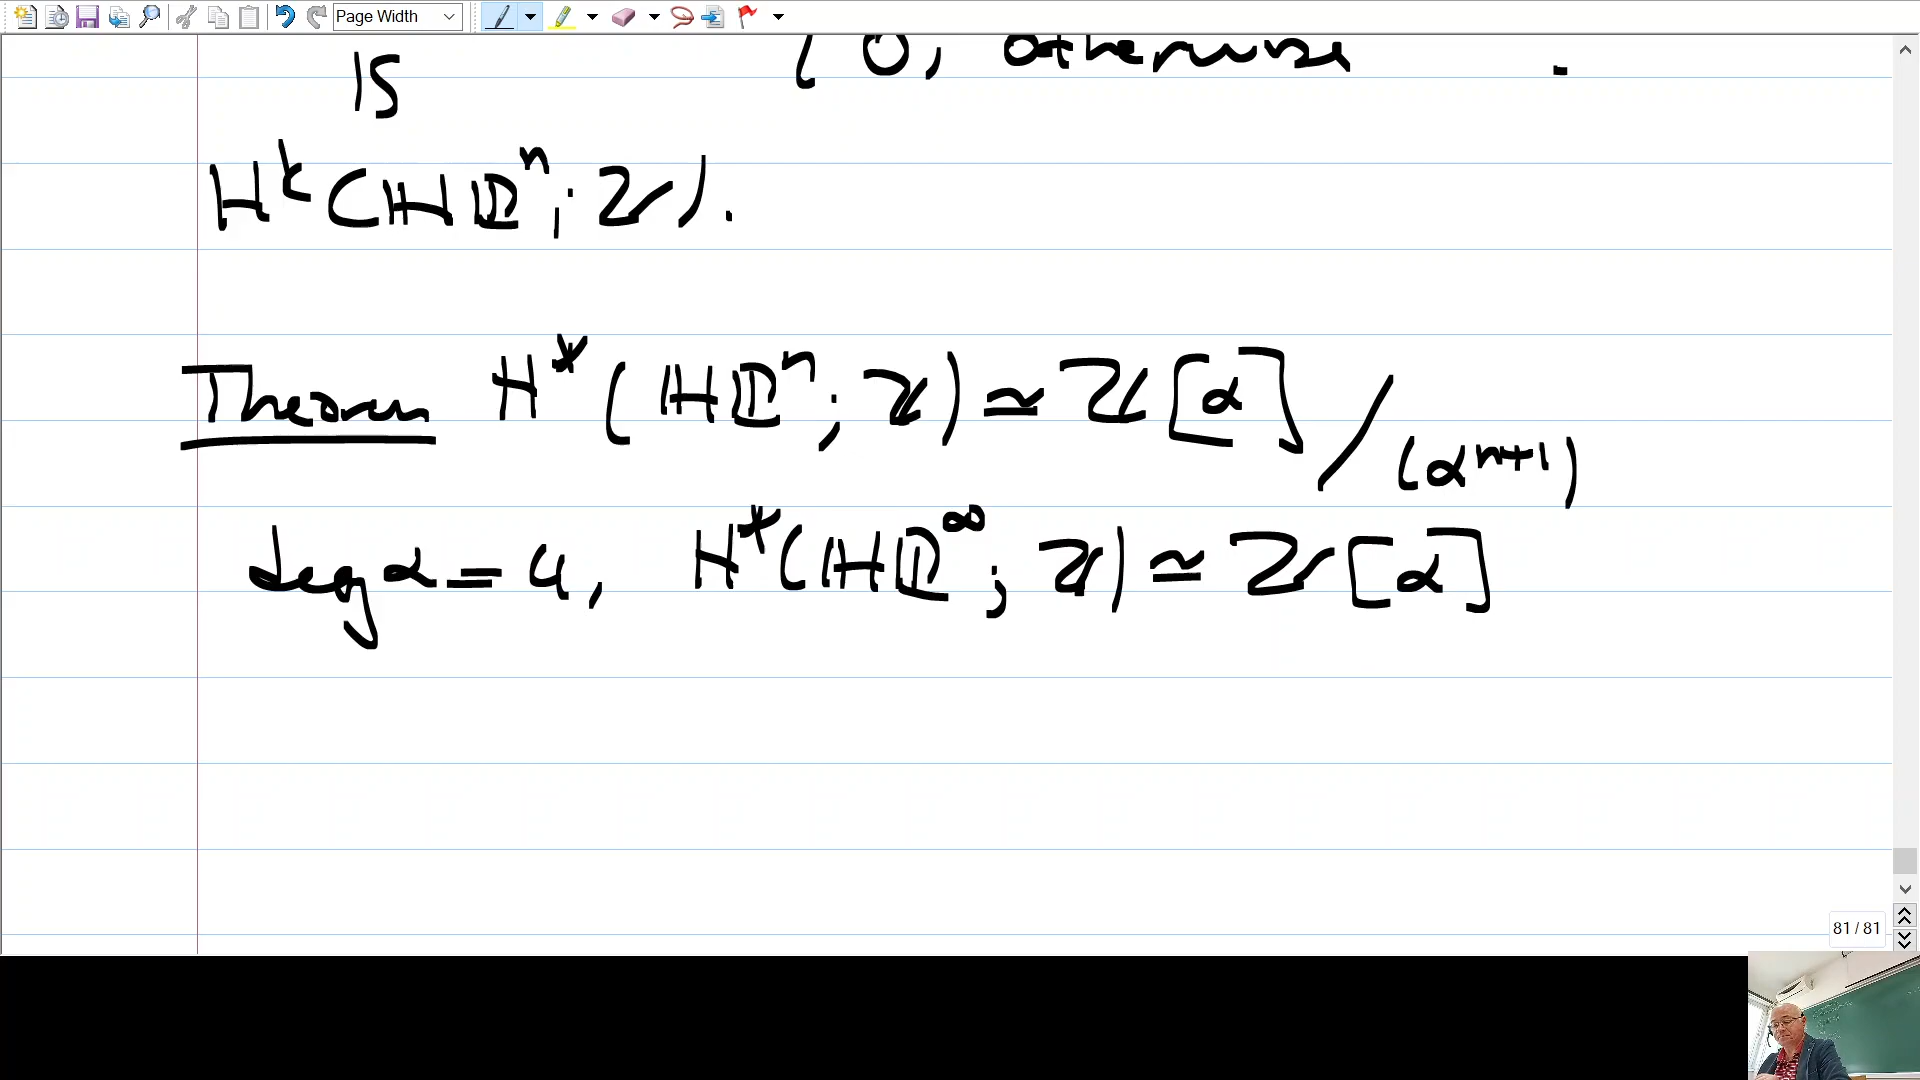 Page Width
( 0, otherwise .
IS
H^k(ℍℙ^n; ℤ).
Theorem H^*(ℍℙ^n; ℤ) ≃ ℤ[α]/(α^{n+1})
deg α = 4, H^*(ℍℙ^∞; ℤ) ≃ ℤ[α]
81 / 81